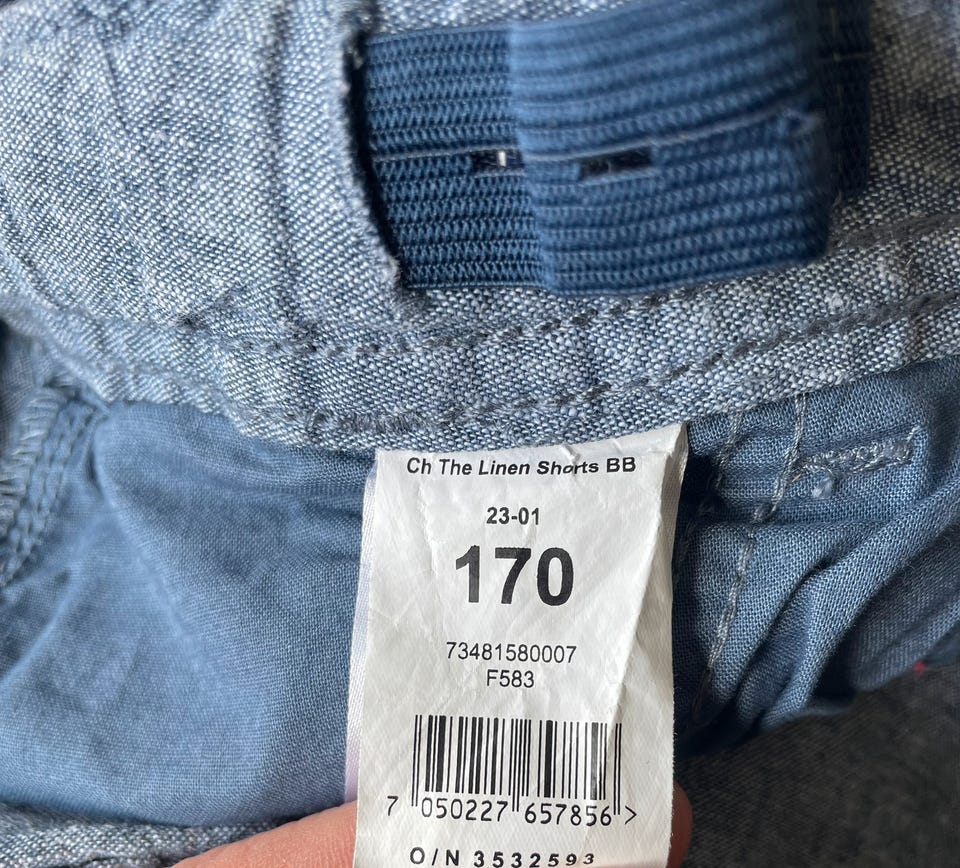 Ch The Linen Shorts BB
23-01
170
73481580007
F583
7 050227 657856 >
O/N 3532593